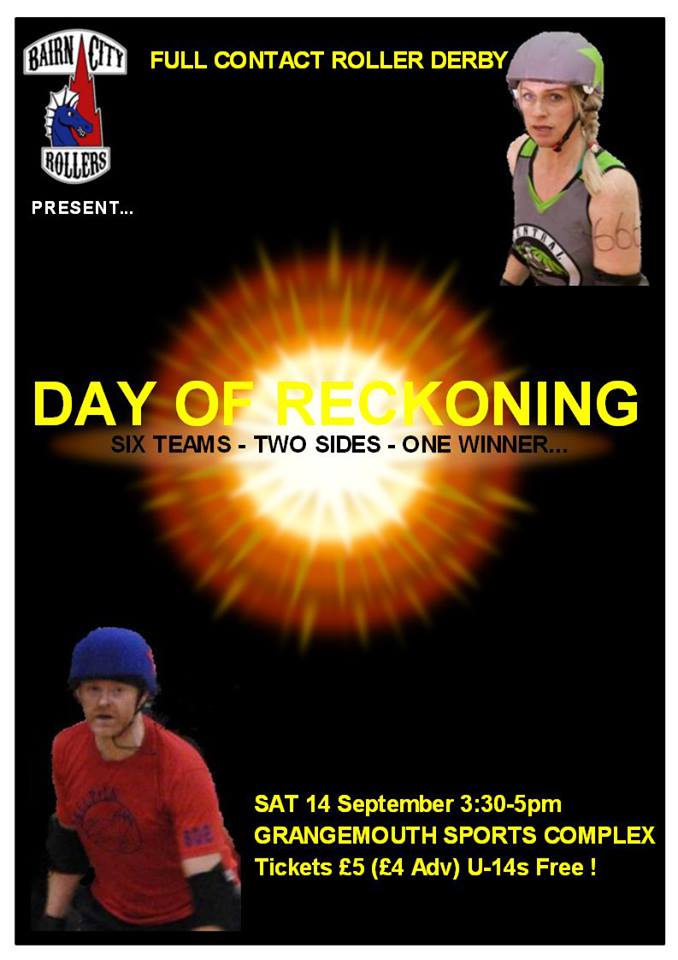 BAIRN CITY
ROLLERS
FULL CONTACT ROLLER DERBY
PRESENT...
ENTRAL
DAY OF RECKONING
SIX TEAMS - TWO SIDES - ONE WINNER...
SAT 14 September 3:30-5pm
GRANGEMOUTH SPORTS COMPLEX
Tickets £5 (£4 Adv) U-14s Free !